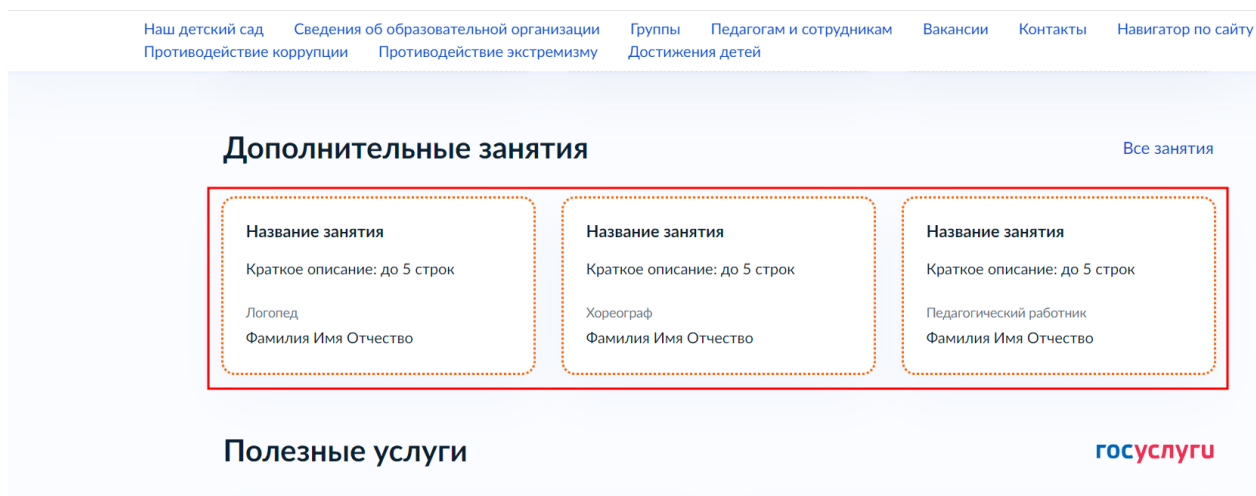 Наш детский сад Сведения об образовательной организации Группы Педагогам и сотрудникам Вакансии Контакты Навигатор по сайту
Противодействие коррупции Противодействие экстремизму Достижения детей
Дополнительные занятия Все занятия
Название занятия Название занятия Название занятия
Краткое описание: до 5 строк Краткое описание: до 5 строк Краткое описание: до 5 строк
Логопед Хореограф Педагогический работник
Фамилия Имя Отчество Фамилия Имя Отчество Фамилия Имя Отчество
Полезные услуги госуслуги